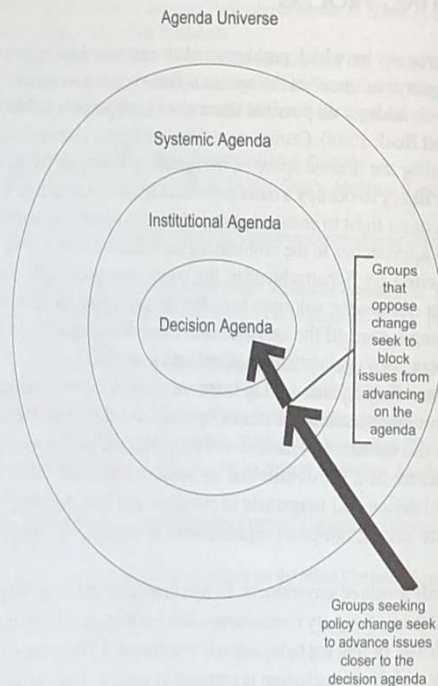 Agenda Universe
Systemic Agenda
Institutional Agenda
Decision Agenda
Groups
that
oppose
change
seek to
block
issues from
advancing
on the
agenda
Groups seeking
policy change seek
to advance issues
closer to the
decision agenda